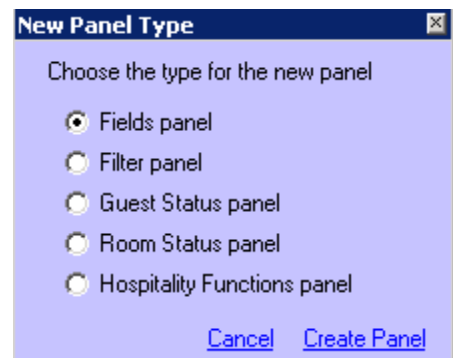 New Panel Type
Choose the type for the new panel
Fields panel
Filter panel
Guest Status panel
Room Status panel
Hospitality Functions panel
Cancel Create Panel